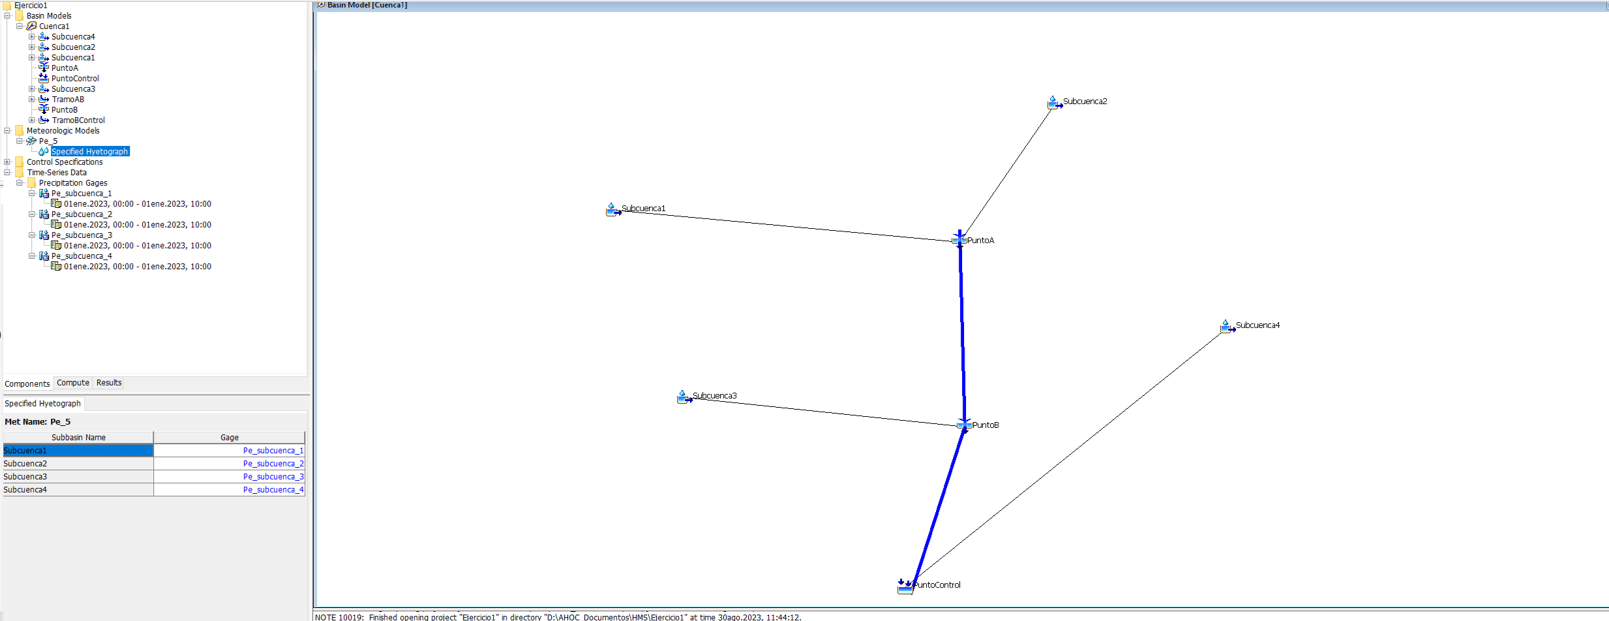 Ejercicio1
Basin Models
Cuenca1
Subcuenca4
Subcuenca2
Subcuenca1
PuntoA
PuntoControl
Subcuenca3
TramoAB
PuntoB
TramoBControl
Meteorologic Models
Pe_5
Specified Hyetograph
Control Specifications
Time-Series Data
Precipitation Gages
Pe_subcuenca_1
01ene.2023, 00:00 - 01ene.2023, 10:00
Pe_subcuenca_2
01ene.2023, 00:00 - 01ene.2023, 10:00
Pe_subcuenca_3
01ene.2023, 00:00 - 01ene.2023, 10:00
Pe_subcuenca_4
01ene.2023, 00:00 - 01ene.2023, 10:00
Components Compute Results
Specified Hyetograph
Met Name: Pe_5
Subbasin Name Gage
Subcuenca1 Pe_subcuenca_1
Subcuenca2 Pe_subcuenca_2
Subcuenca3 Pe_subcuenca_3
Subcuenca4 Pe_subcuenca_4
Basin Model [Cuenca1]
Subcuenca2
Subcuenca1
PuntoA
Subcuenca4
Subcuenca3
PuntoB
PuntoControl
NOTE 10019: Finished opening project "Ejercicio1" in directory "D:\AHOC_Documentos\HMS\Ejercicio1" at time 30ago.2023, 11:44:12.